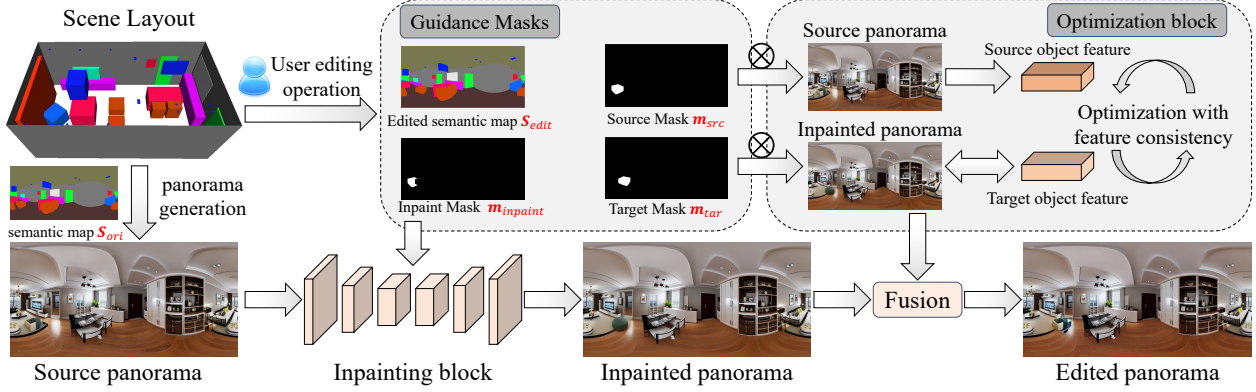 Scene Layout
User editing
operation
panorama
generation
semantic map S_ori
Guidance Masks
Edited semantic map S_edit
Source Mask m_src
Inpaint Mask m_inpaint
Target Mask m_tar
Optimization block
Source panorama
Source object feature
Inpainted panorama
Optimization with
feature consistency
Target object feature
Fusion
Source panorama
Inpainting block
Inpainted panorama
Edited panorama